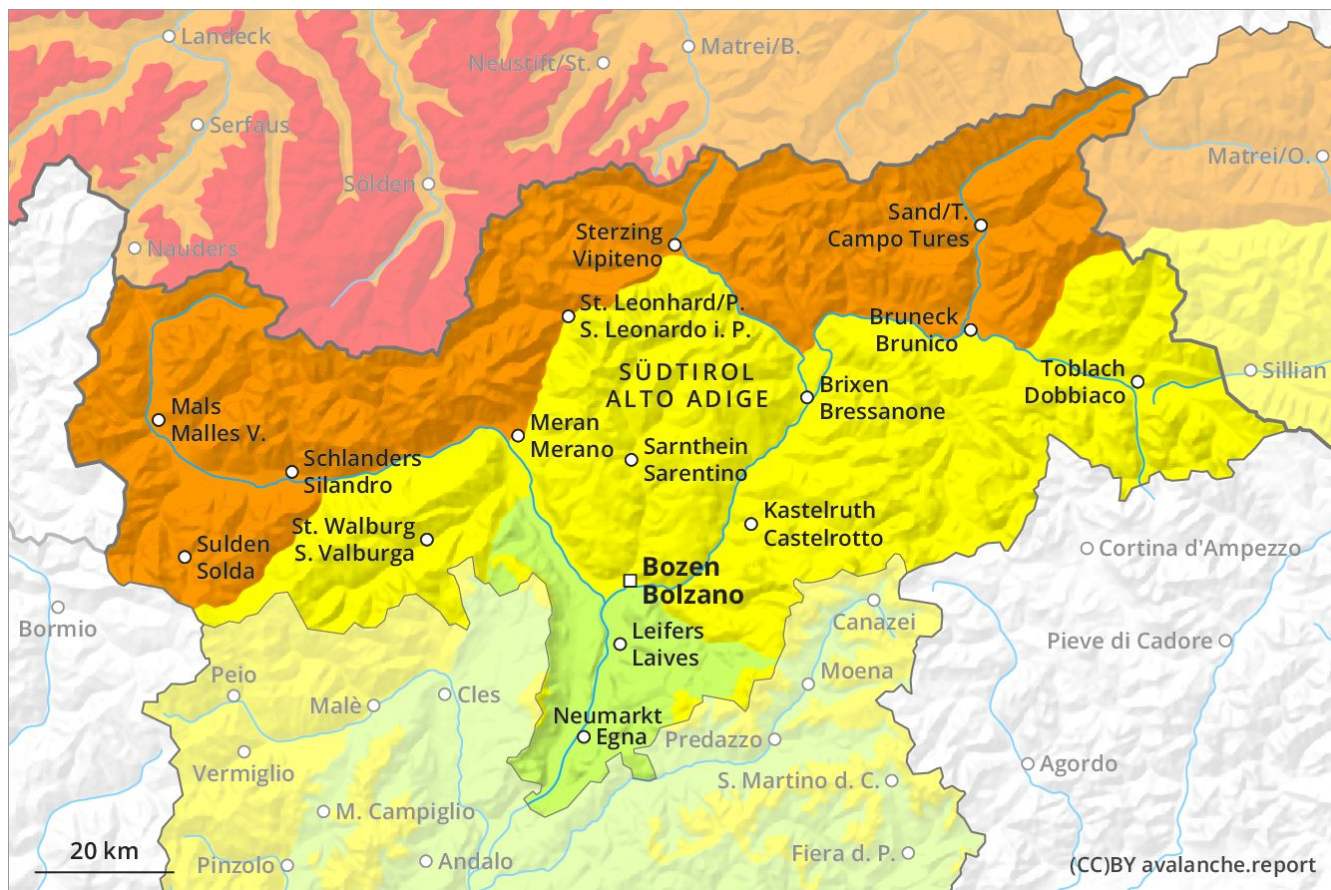 Landeck
Matrei/B.
Neustift/St.
Serfaus
Matrei/O.
Sölden
Sand/T.
Campo Tures
Sterzing
Vipiteno
Nauders
St. Leonhard/P.
S. Leonardo i. P.
Bruneck
Brunico
SÜDTIROL
ALTO ADIGE
Toblach
Dobbiaco
Sillian
Brixen
Bressanone
Mals
Malles V.
Meran
Merano
Schlanders
Silandro
Sarnthein
Sarentino
St. Walburg
S. Valburga
Kastelruth
Castelrotto
Sulden
Solda
Cortina d'Ampezzo
Bozen
Bolzano
Bormio
Canazei
Leifers
Laives
Pieve di Cadore
Peio
Moena
Malè
Cles
Neumarkt
Egna
Predazzo
Vermiglio
Agordo
S. Martino d. C.
M. Campiglio
20 km
Pinzolo
Andalo
Fiera d. P.
(CC)BY avalanche.report